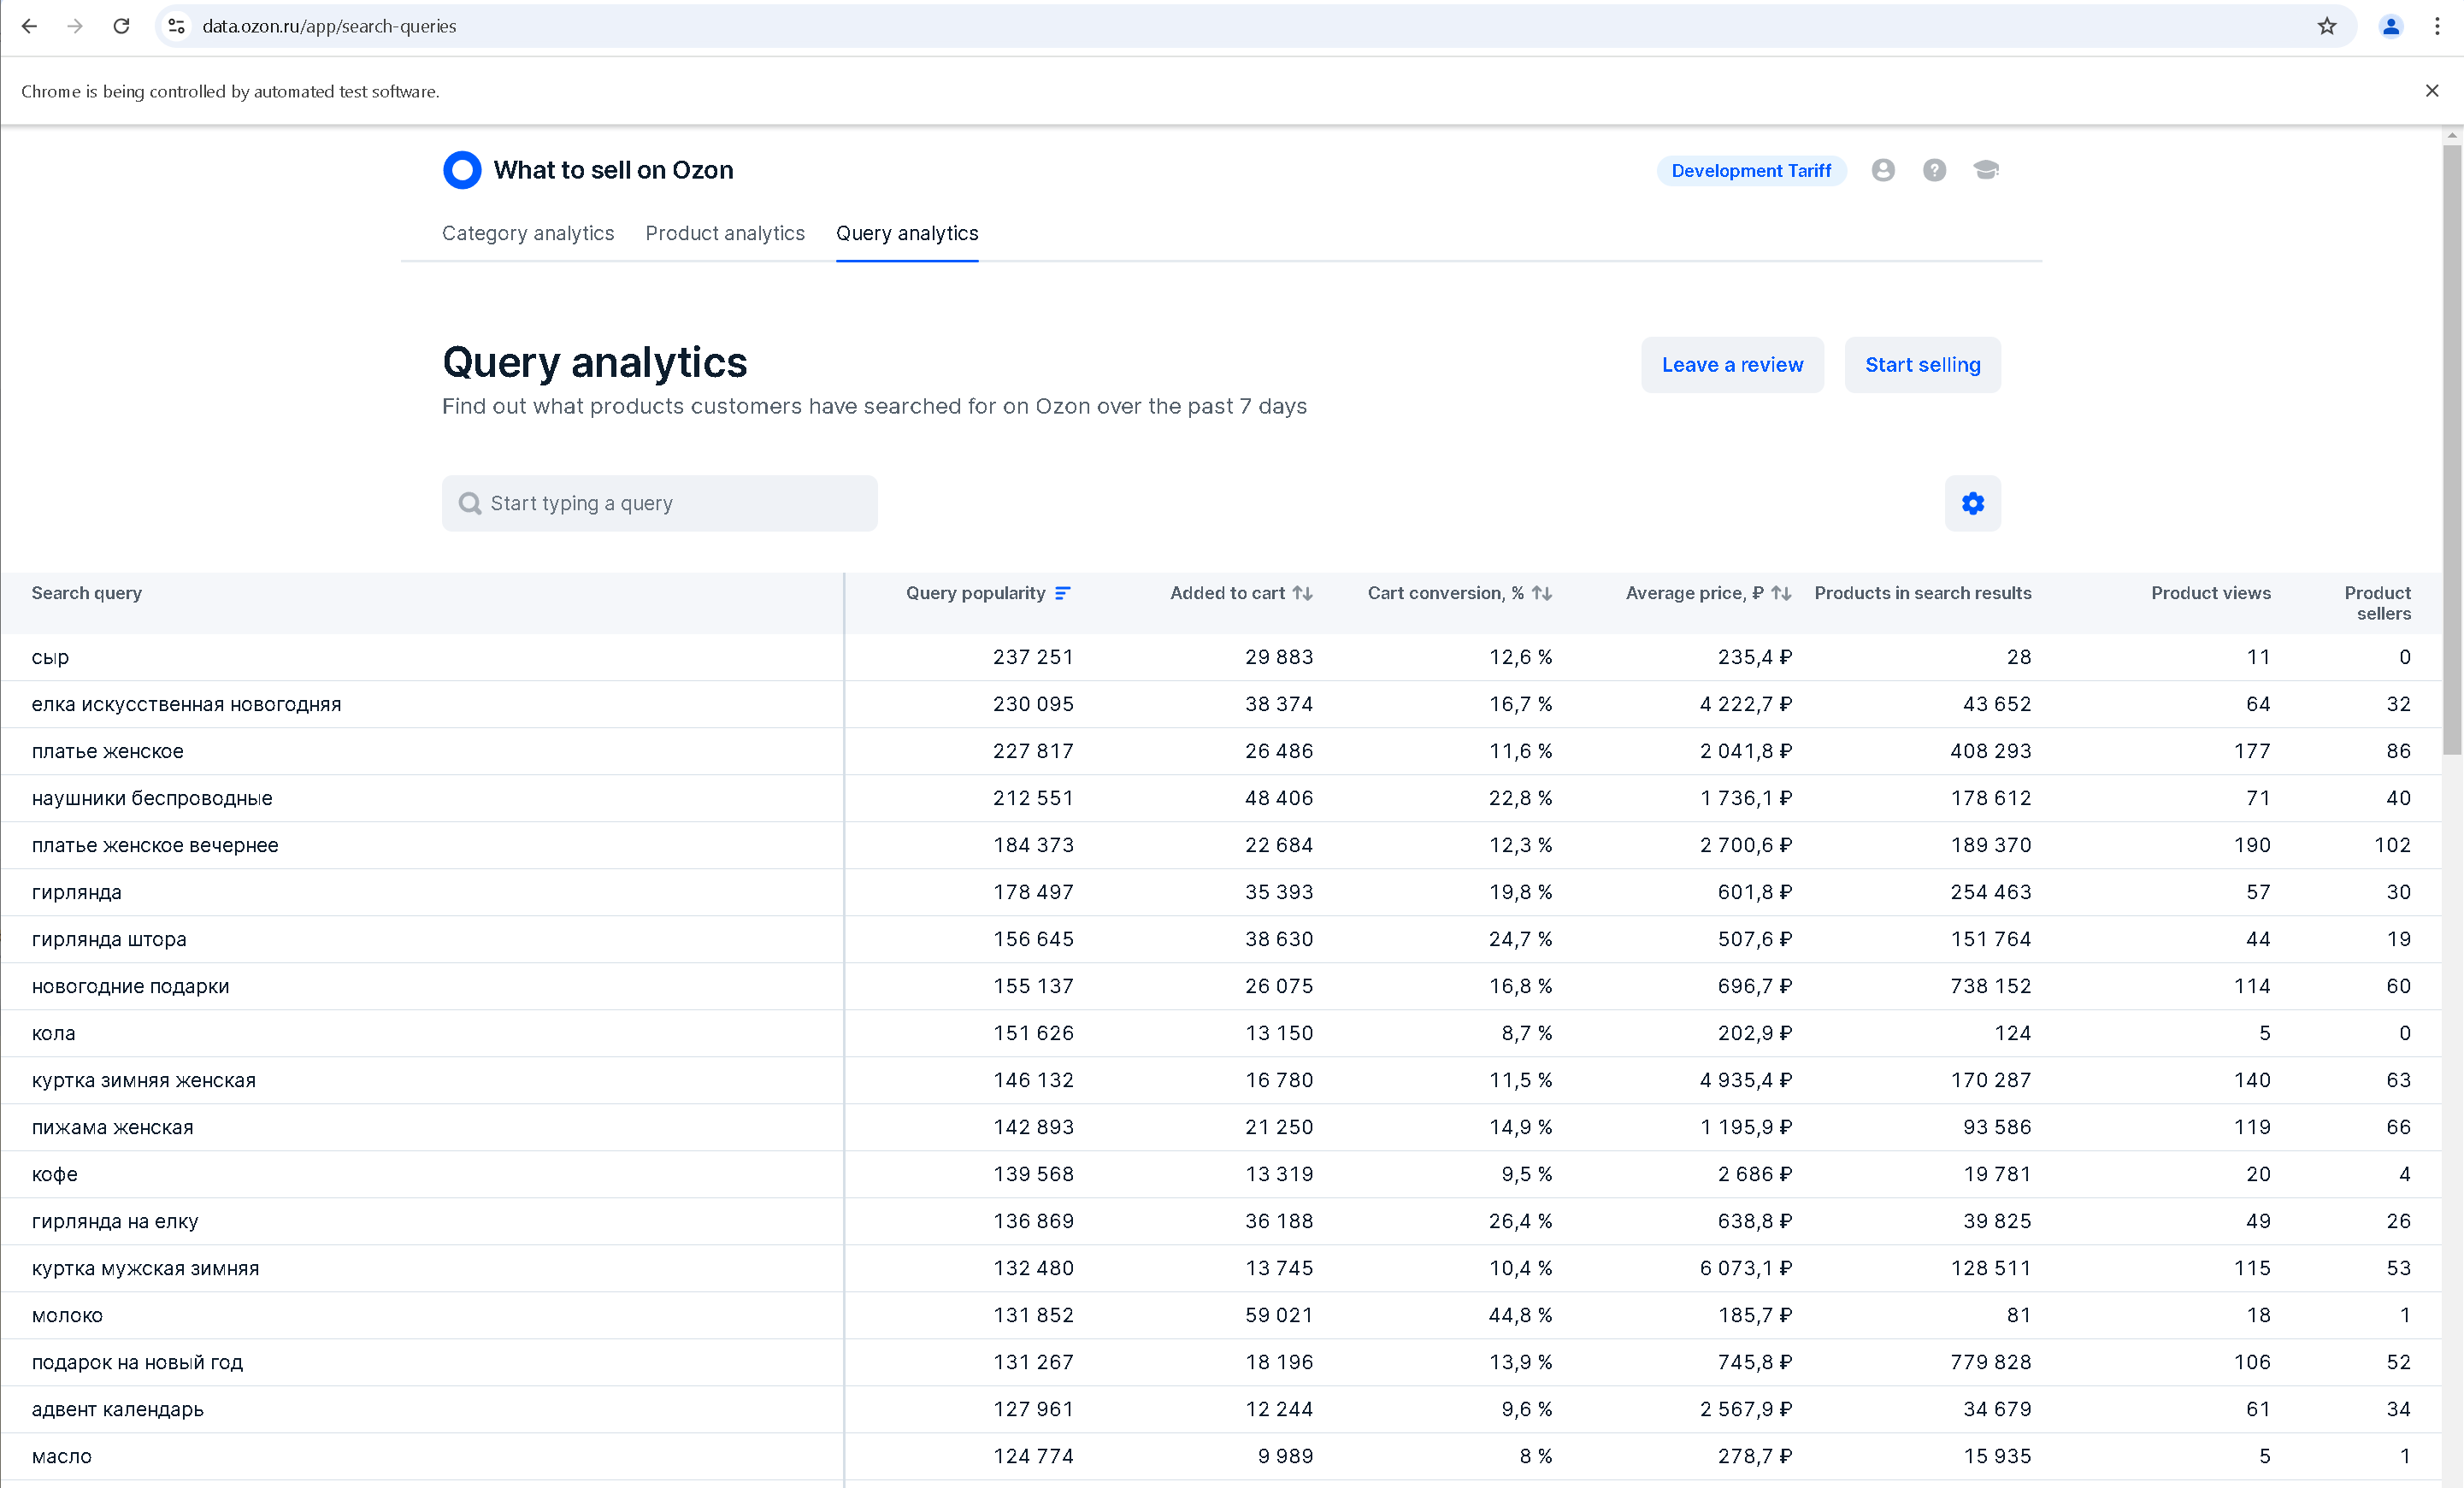 data.ozon.ru/app/search-queries
Chrome is being controlled by automated test software.
What to sell on Ozon
Development Tariff
Category analytics Product analytics Query analytics
Query analytics
Leave a review Start selling
Find out what products customers have searched for on Ozon over the past 7 days
Start typing a query
Search query Query popularity Added to cart Cart conversion, % Average price, ₽ Products in search results Product views Product sellers
сыр 237 251 29 883 12,6 % 235,4 ₽ 28 11 0
елка искусственная новогодняя 230 095 38 374 16,7 % 4 222,7 ₽ 43 652 64 32
платье женское 227 817 26 486 11,6 % 2 041,8 ₽ 408 293 177 86
наушники беспроводные 212 551 48 406 22,8 % 1 736,1 ₽ 178 612 71 40
платье женское вечернее 184 373 22 684 12,3 % 2 700,6 ₽ 189 370 190 102
гирлянда 178 497 35 393 19,8 % 601,8 ₽ 254 463 57 30
гирлянда штора 156 645 38 630 24,7 % 507,6 ₽ 151 764 44 19
новогодние подарки 155 137 26 075 16,8 % 696,7 ₽ 738 152 114 60
кола 151 626 13 150 8,7 % 202,9 ₽ 124 5 0
куртка зимняя женская 146 132 16 780 11,5 % 4 935,4 ₽ 170 287 140 63
пижама женская 142 893 21 250 14,9 % 1 195,9 ₽ 93 586 119 66
кофе 139 568 13 319 9,5 % 2 686 ₽ 19 781 20 4
гирлянда на елку 136 869 36 188 26,4 % 638,8 ₽ 39 825 49 26
куртка мужская зимняя 132 480 13 745 10,4 % 6 073,1 ₽ 128 511 115 53
молоко 131 852 59 021 44,8 % 185,7 ₽ 81 18 1
подарок на новый год 131 267 18 196 13,9 % 745,8 ₽ 779 828 106 52
адвент календарь 127 961 12 244 9,6 % 2 567,9 ₽ 34 679 61 34
масло 124 774 9 989 8 % 278,7 ₽ 15 935 5 1